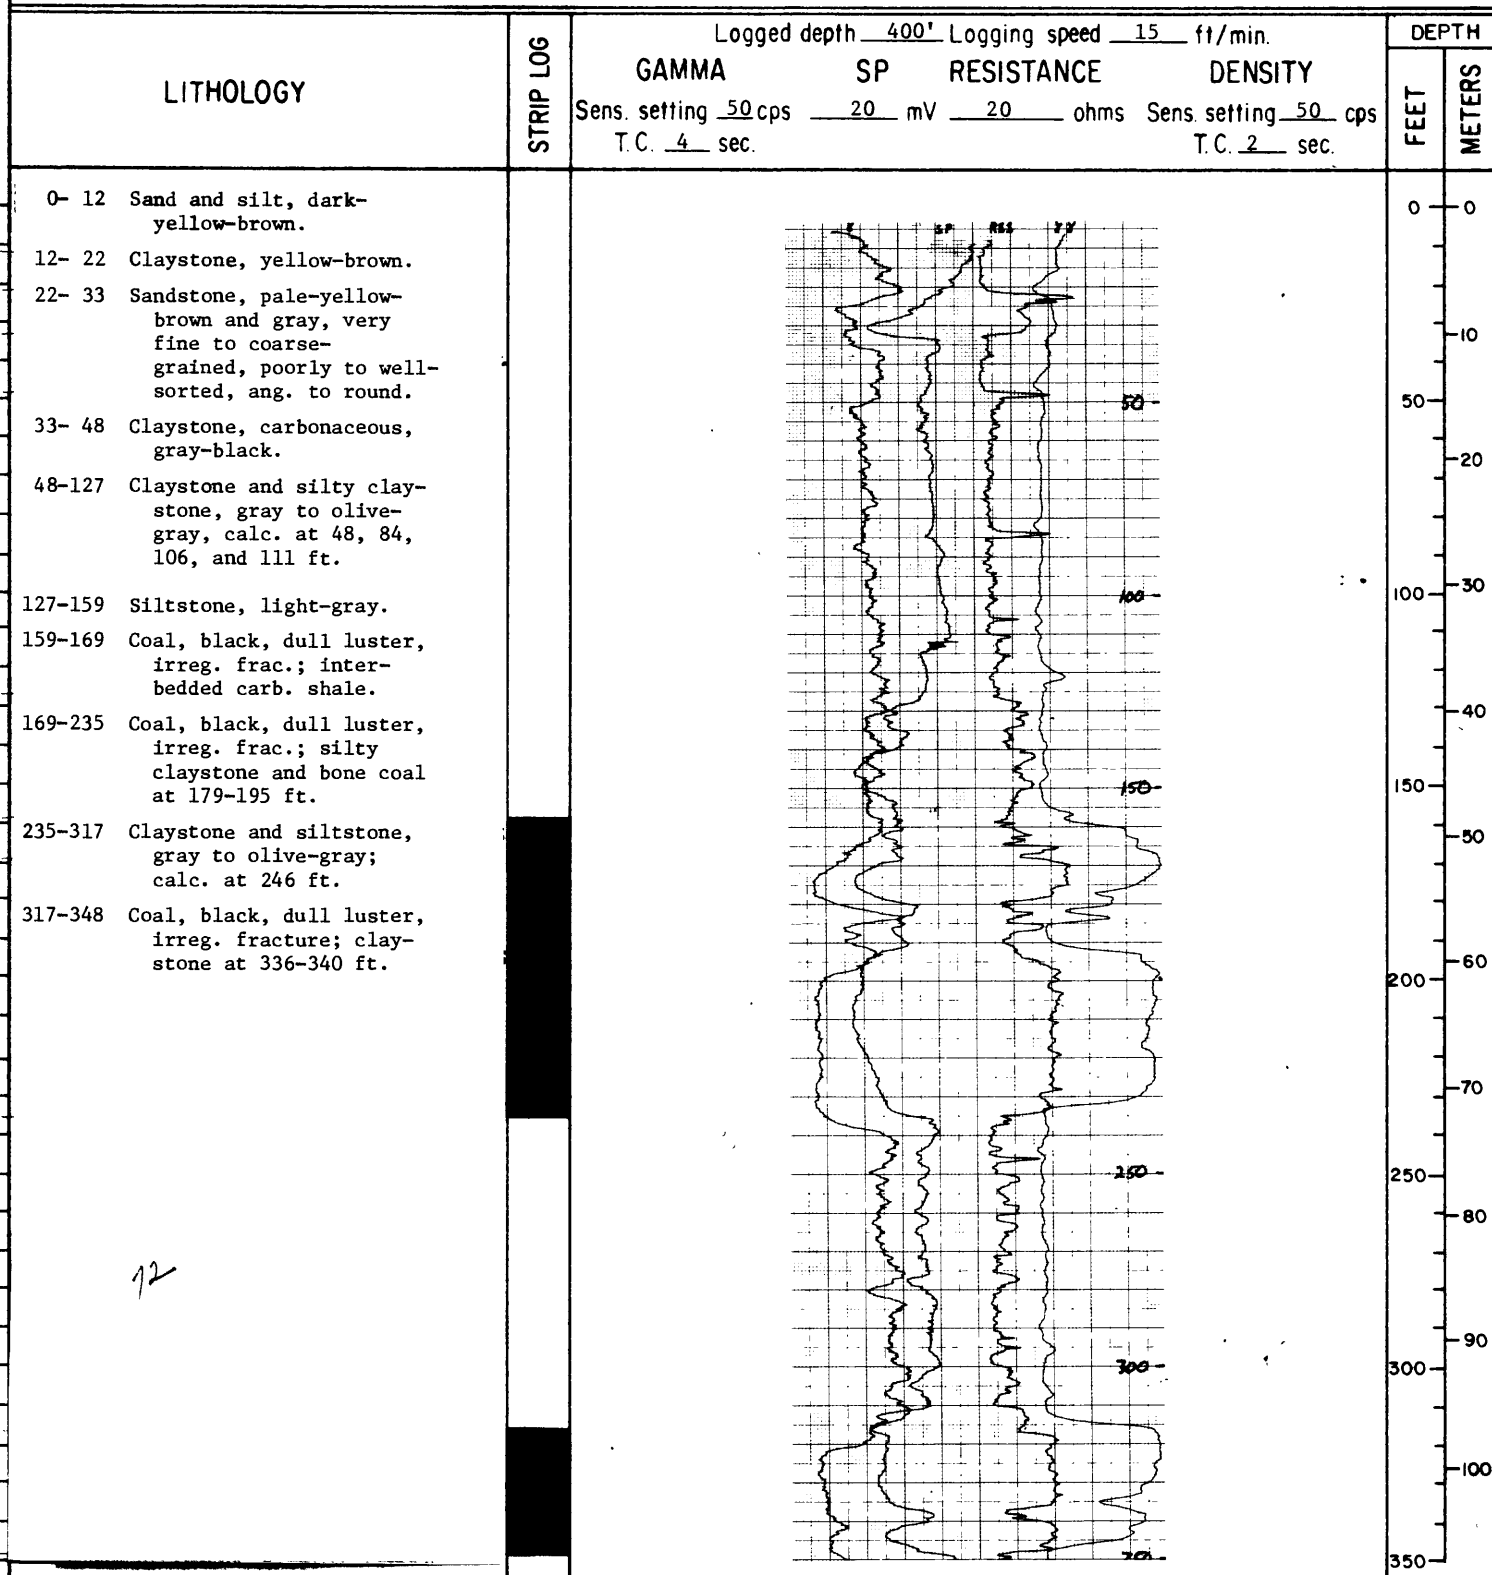 Logged depth 400' Logging speed 15 ft/min.
DEPTH
LITHOLOGY
STRIP LOG
GAMMA SP RESISTANCE DENSITY
FEET
METERS
Sens. setting 50 cps 20 mV 20 ohms Sens. setting 50 cps
T.C. 4 sec. T.C. 2 sec.
0- 12 Sand and silt, dark-
yellow-brown.
12- 22 Claystone, yellow-brown.
22- 33 Sandstone, pale-yellow-
brown and gray, very
fine to coarse-
grained, poorly to well-
sorted, ang. to round.
33- 48 Claystone, carbonaceous,
gray-black.
48-127 Claystone and silty clay-
stone, gray to olive-
gray, calc. at 48, 84,
106, and 111 ft.
127-159 Siltstone, light-gray.
159-169 Coal, black, dull luster,
irreg. frac.; inter-
bedded carb. shale.
169-235 Coal, black, dull luster,
irreg. frac.; silty
claystone and bone coal
at 179-195 ft.
235-317 Claystone and siltstone,
gray to olive-gray;
calc. at 246 ft.
317-348 Coal, black, dull luster,
irreg. fracture; clay-
stone at 336-340 ft.
12
SP RES
50
100
150
250
300
0
50
100
150
200
250
300
350
0
10
20
30
40
50
60
70
80
90
100